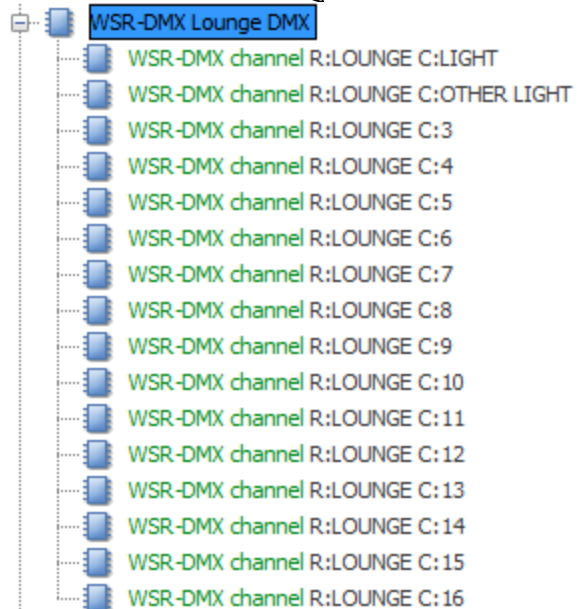 WSR-DMX Lounge DMX
WSR-DMX channel R:LOUNGE C:LIGHT
WSR-DMX channel R:LOUNGE C:OTHER LIGHT
WSR-DMX channel R:LOUNGE C:3
WSR-DMX channel R:LOUNGE C:4
WSR-DMX channel R:LOUNGE C:5
WSR-DMX channel R:LOUNGE C:6
WSR-DMX channel R:LOUNGE C:7
WSR-DMX channel R:LOUNGE C:8
WSR-DMX channel R:LOUNGE C:9
WSR-DMX channel R:LOUNGE C:10
WSR-DMX channel R:LOUNGE C:11
WSR-DMX channel R:LOUNGE C:12
WSR-DMX channel R:LOUNGE C:13
WSR-DMX channel R:LOUNGE C:14
WSR-DMX channel R:LOUNGE C:15
WSR-DMX channel R:LOUNGE C:16